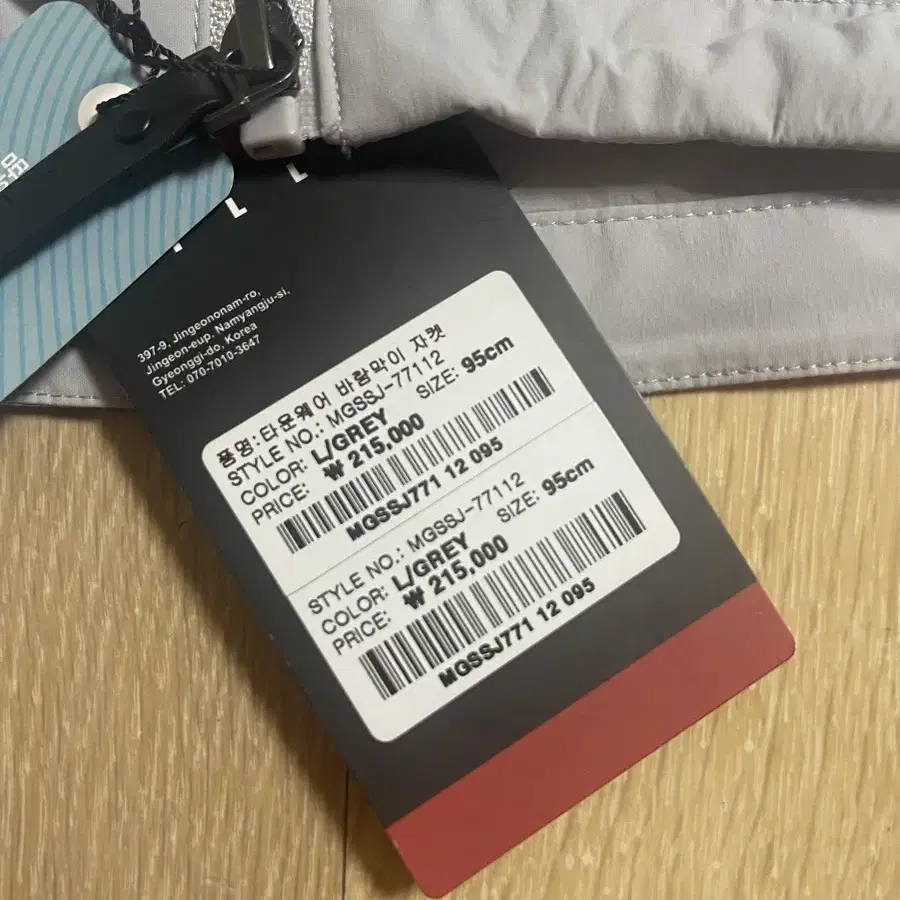 397-9, Jingeononam-ro,
Jingeon-eup, Namyangju-si,
Gyeonggi-do, Korea
TEL: 070-7010-3647
품명: 타운웨어 바람막이 자켓
STYLE NO.: MGSSJ-77112
COLOR: L/GREY SIZE: 95cm
PRICE: ₩ 215,000
MGSSJ771 12 095
STYLE NO.: MGSSJ-77112
COLOR: L/GREY SIZE: 95cm
PRICE: ₩ 215,000
MGSSJ771 12 095